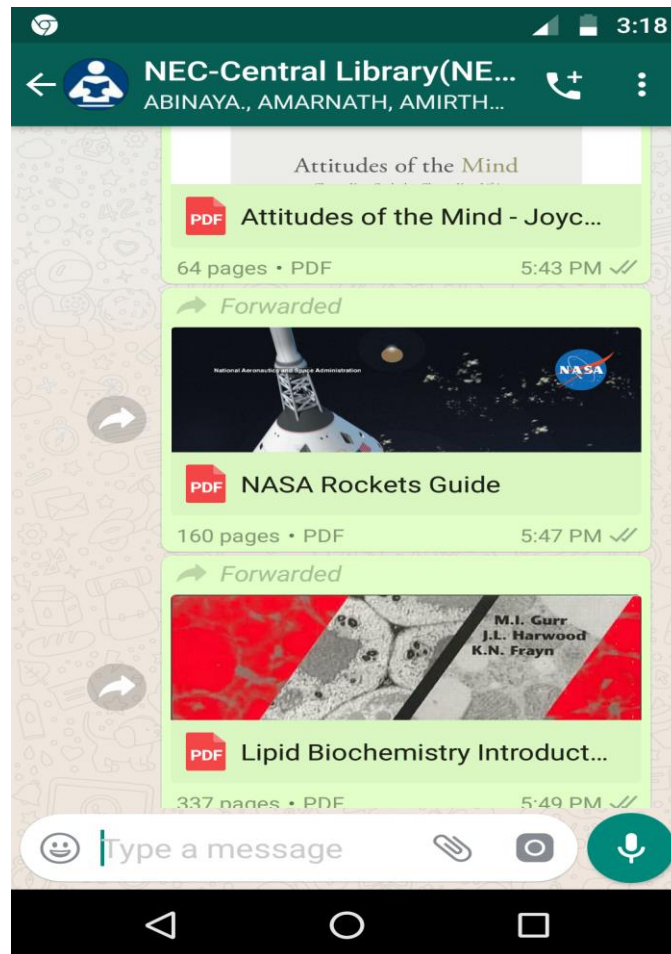 3:18
NEC-Central Library(NE...
ABINAYA., AMARNATH, AMIRTH...
Attitudes of the Mind
PDF Attitudes of the Mind - Joyc...
64 pages • PDF 5:43 PM
Forwarded
National Aeronautics and Space Administration
NASA
PDF NASA Rockets Guide
160 pages • PDF 5:47 PM
Forwarded
M.I. Gurr
J.L. Harwood
K.N. Frayn
PDF Lipid Biochemistry Introduct...
337 pages • PDF 5:49 PM
Type a message